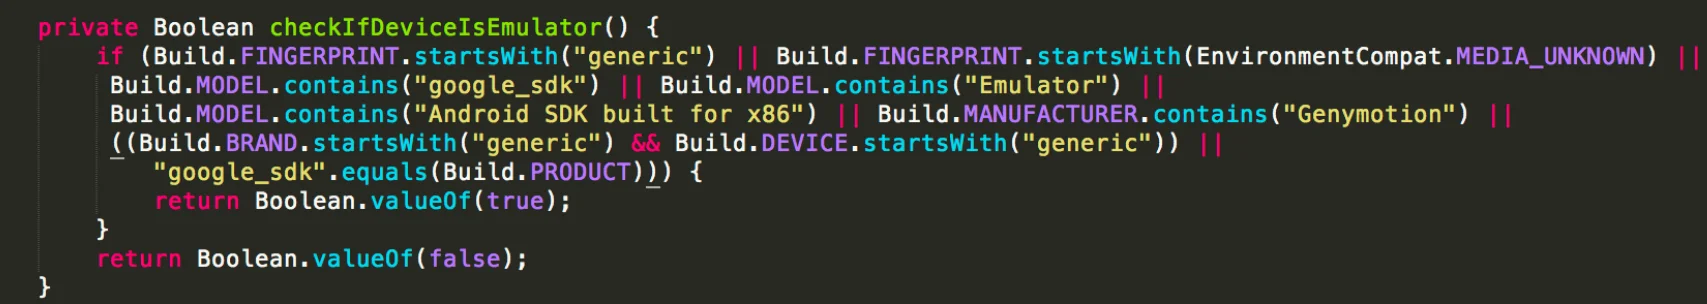 private Boolean checkIfDeviceIsEmulator() {
if (Build.FINGERPRINT.startsWith("generic") || Build.FINGERPRINT.startsWith(EnvironmentCompat.MEDIA_UNKNOWN) ||
Build.MODEL.contains("google_sdk") || Build.MODEL.contains("Emulator") ||
Build.MODEL.contains("Android SDK built for x86") || Build.MANUFACTURER.contains("Genymotion") ||
((Build.BRAND.startsWith("generic") && Build.DEVICE.startsWith("generic")) ||
"google_sdk".equals(Build.PRODUCT))) {
return Boolean.valueOf(true);
}
return Boolean.valueOf(false);
}